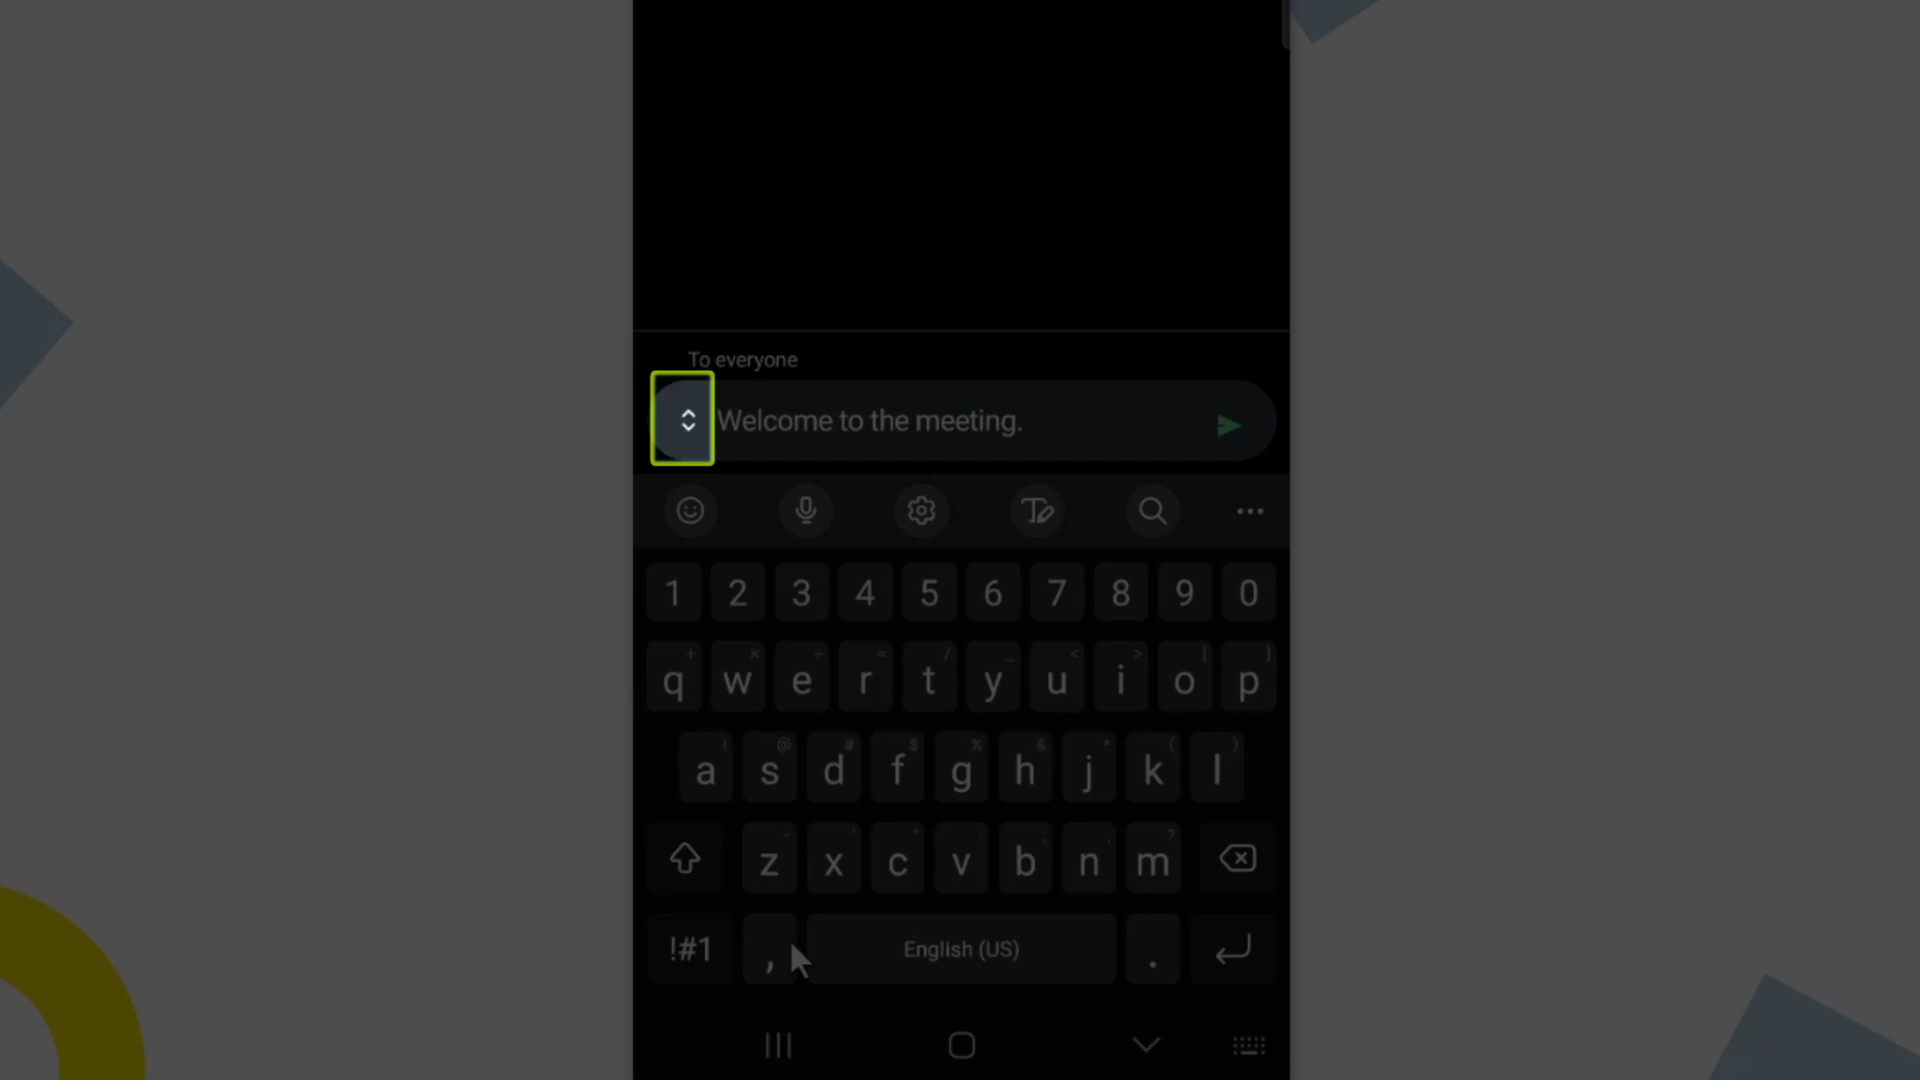 To everyone
Welcome to the meeting.
1 2 3 4 5 6 7 8 9 0
+ × ÷ = / _ < > [ ]
q w e r t y u i o p
! @ # $ % & * ( )
a s d f g h j k l
- ' " : ; , ?
z x c v b n m
!#1 , English (US) .